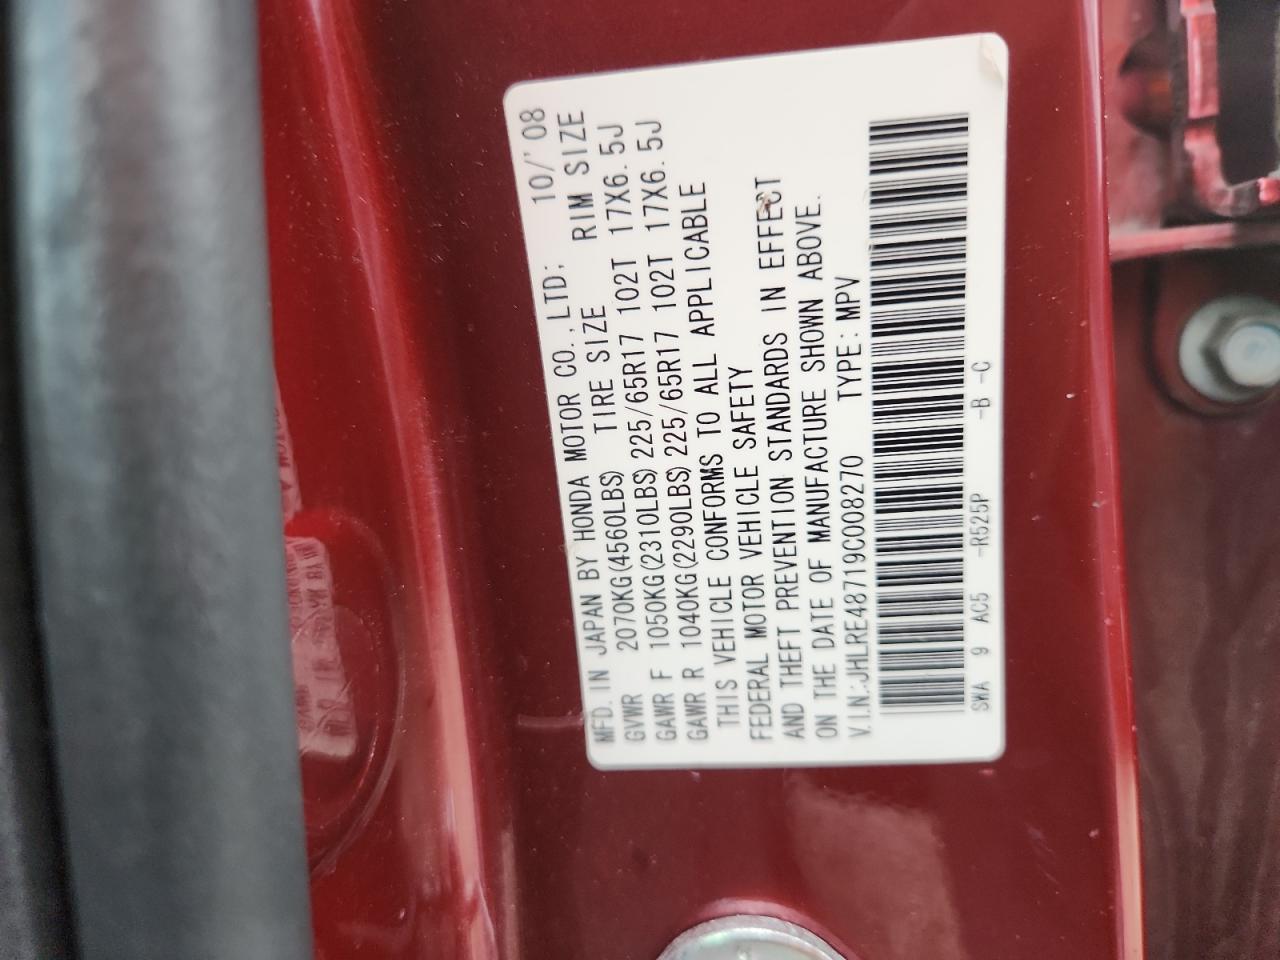 MFD. IN JAPAN BY HONDA MOTOR CO.,LTD; 10/'08
GVWR 2070KG(4560LBS) TIRE SIZE RIM SIZE
GAWR F 1050KG(2310LBS) 225/65R17 102T 17X6.5J
GAWR R 1040KG(2290LBS) 225/65R17 102T 17X6.5J
THIS VEHICLE CONFORMS TO ALL APPLICABLE
FEDERAL MOTOR VEHICLE SAFETY
AND THEFT PREVENTION STANDARDS IN EFFECT
ON THE DATE OF MANUFACTURE SHOWN ABOVE.
V.I.N.:JHLRE48719C008270 TYPE: MPV
SWA 9 AC5 -R525P -B -C